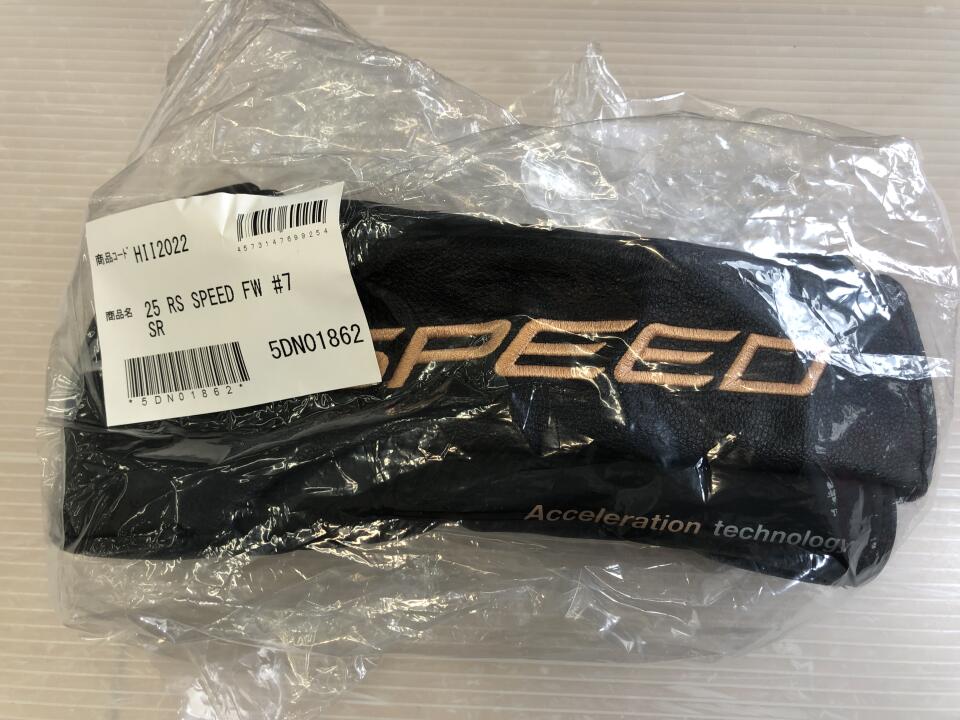 商品コード HII2022
4573147699254
商品名 25 RS SPEED FW #7
SR
5DN01862
*5DN01862*
SPEED
Acceleration technology